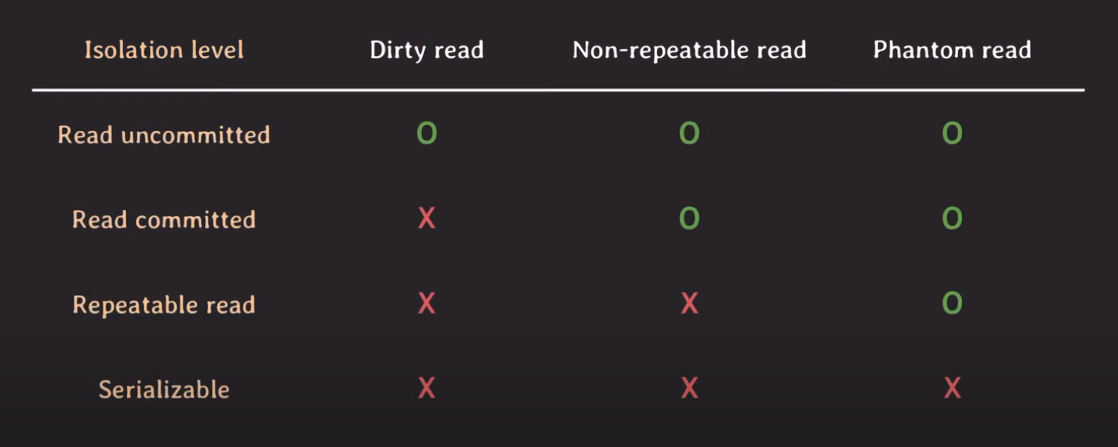 Isolation level Dirty read Non-repeatable read Phantom read
Read uncommitted O O O
Read committed X O O
Repeatable read X X O
Serializable X X X